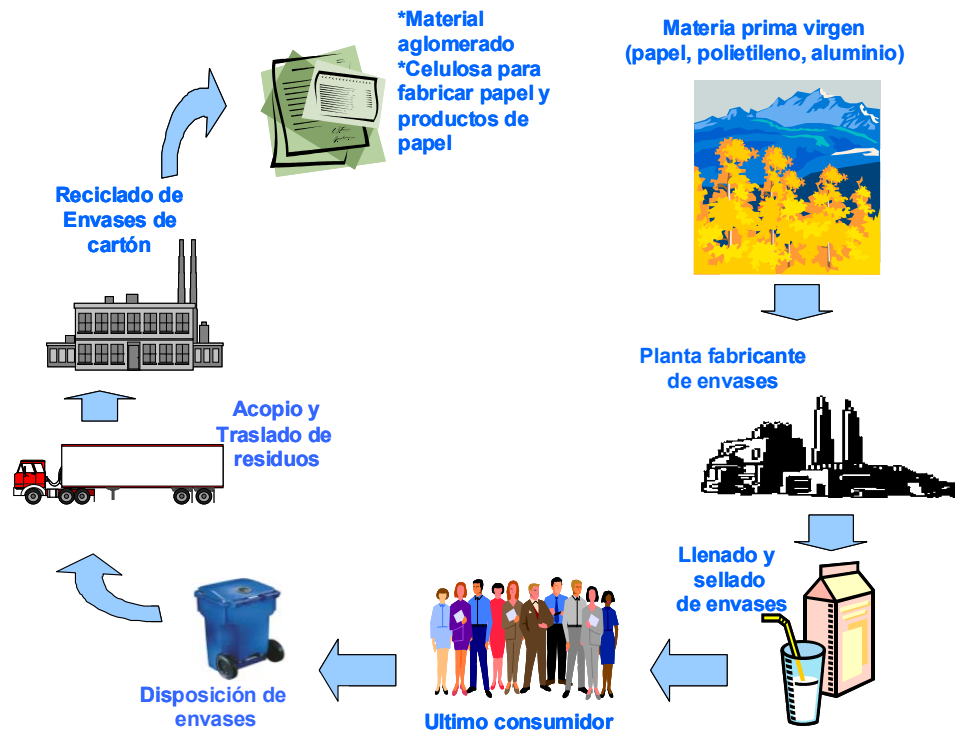 Materia prima virgen
(papel, polietileno, aluminio)
Planta fabricante
de envases
Llenado y
sellado
de envases
Ultimo consumidor
Disposición de
envases
Acopio y
Traslado de
residuos
Reciclado de
Envases de
cartón
*Material
aglomerado
*Celulosa para
fabricar papel y
productos de
papel